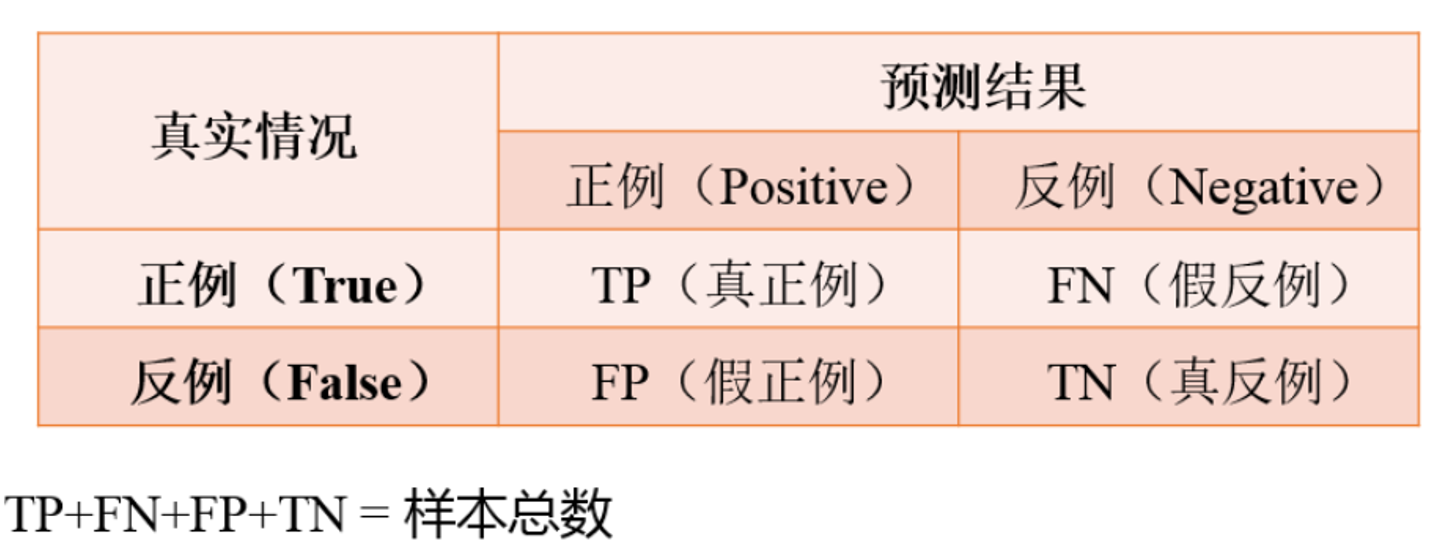 真实情况
预测结果
正例（Positive）
反例（Negative）
正例（True）
TP（真正例）
FN（假反例）
反例（False）
FP（假正例）
TN（真反例）
TP+FN+FP+TN = 样本总数